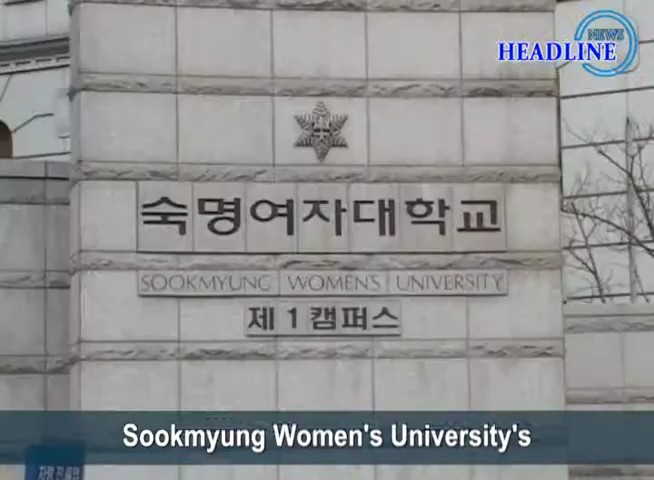 NEWS
HEADLINE
숙명여자대학교
SOOKMYUNG WOMEN'S UNIVERSITY
제1캠퍼스
Sookmyung Women's University's